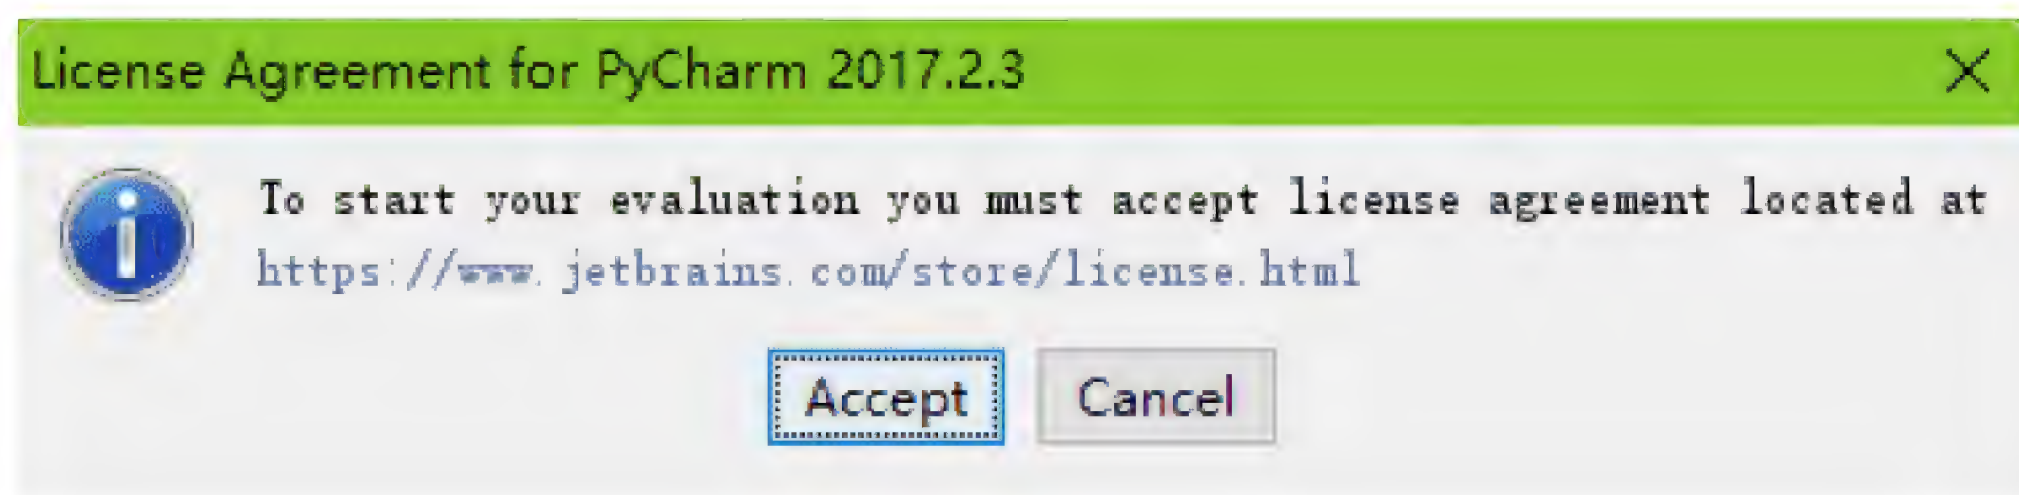 License Agreement for PyCharm 2017.2.3
To start your evaluation you must accept license agreement located at
https://www.jetbrains.com/store/license.html
Accept Cancel